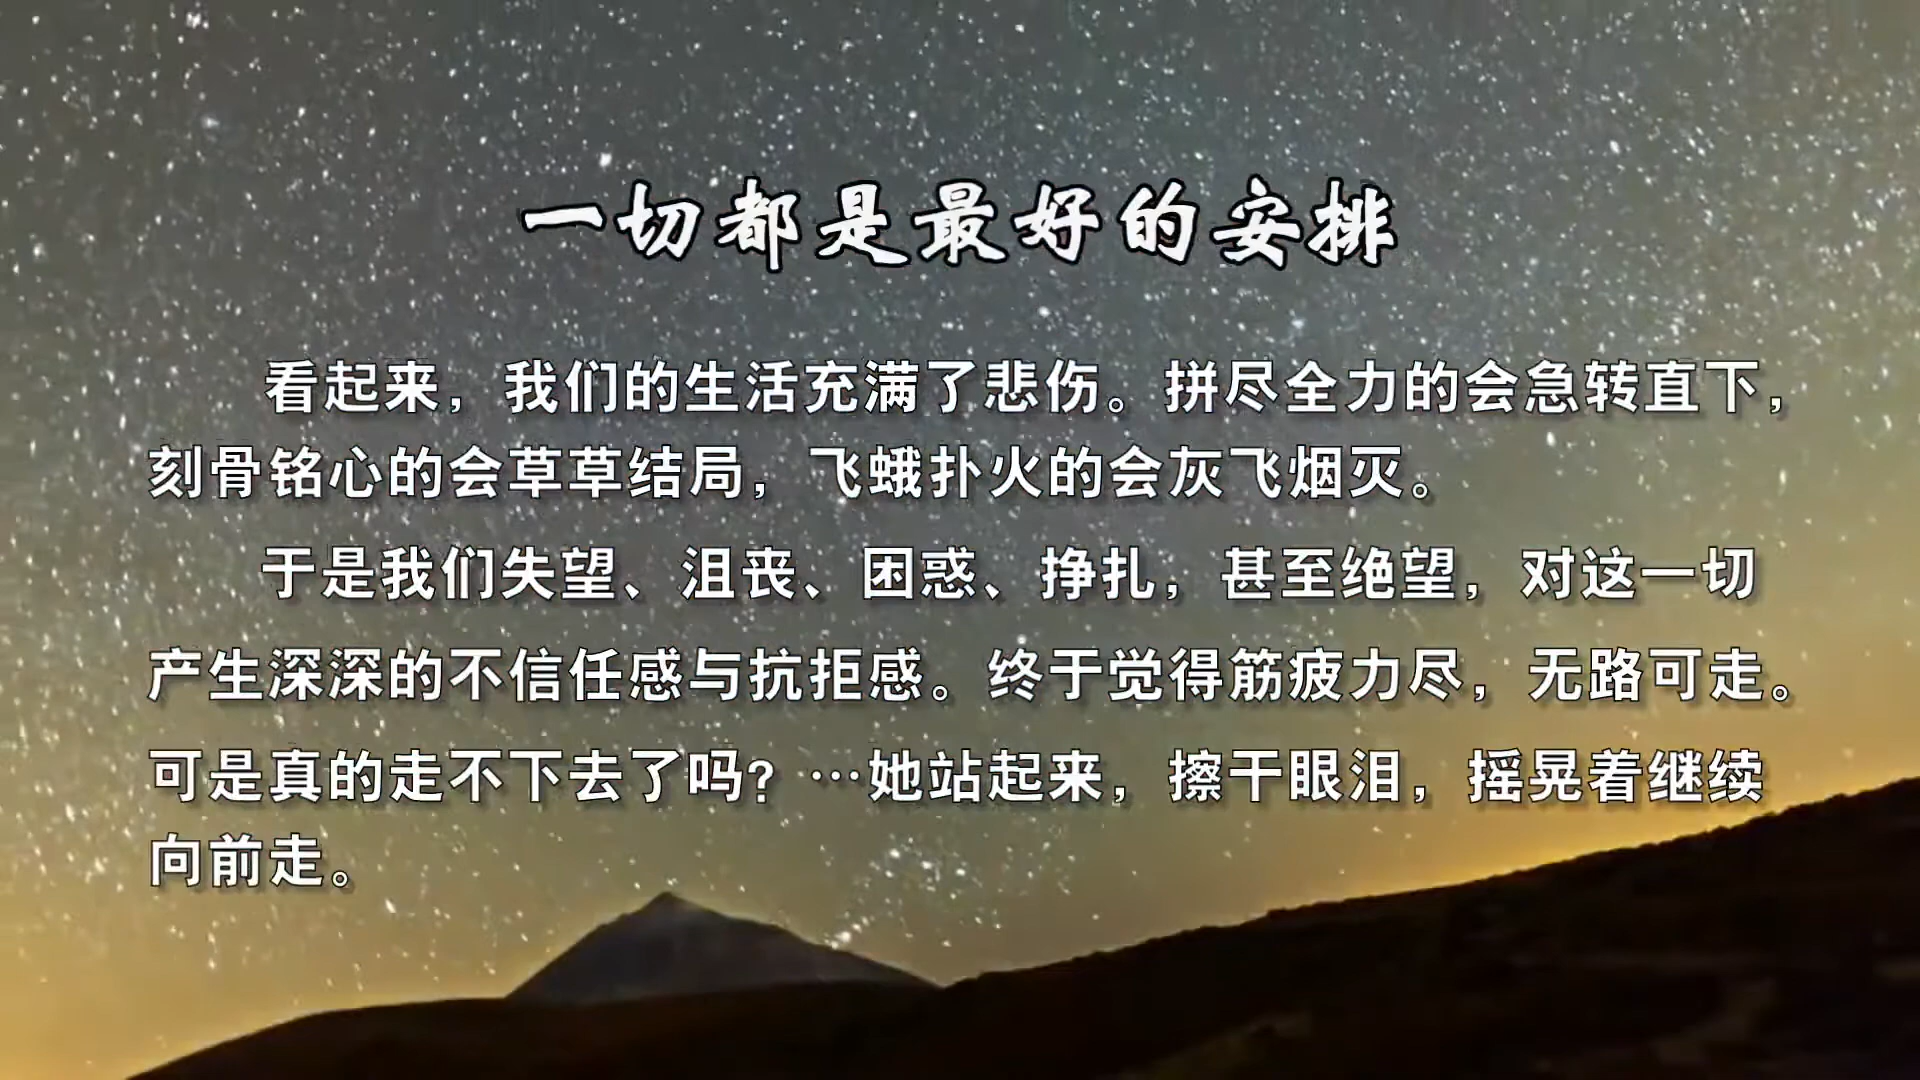 一切都是最好的安排
看起来，我们的生活充满了悲伤。拼尽全力的会急转直下，
刻骨铭心的会草草结局，飞蛾扑火的会灰飞烟灭。
于是我们失望、沮丧、困惑、挣扎，甚至绝望，对这一切
产生深深的不信任感与抗拒感。终于觉得筋疲力尽，无路可走。
可是真的走不下去了吗？…她站起来，擦干眼泪，摇晃着继续
向前走。